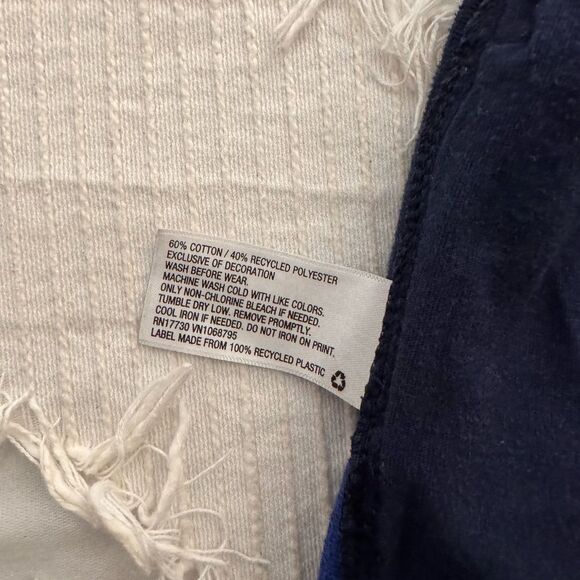 60% COTTON / 40% RECYCLED POLYESTER
EXCLUSIVE OF DECORATION
WASH BEFORE WEAR.
MACHINE WASH COLD WITH LIKE COLORS.
ONLY NON-CHLORINE BLEACH IF NEEDED.
TUMBLE DRY LOW. REMOVE PROMPTLY.
COOL IRON IF NEEDED. DO NOT IRON ON PRINT.
RN17730 VN1068795
LABEL MADE FROM 100% RECYCLED PLASTIC